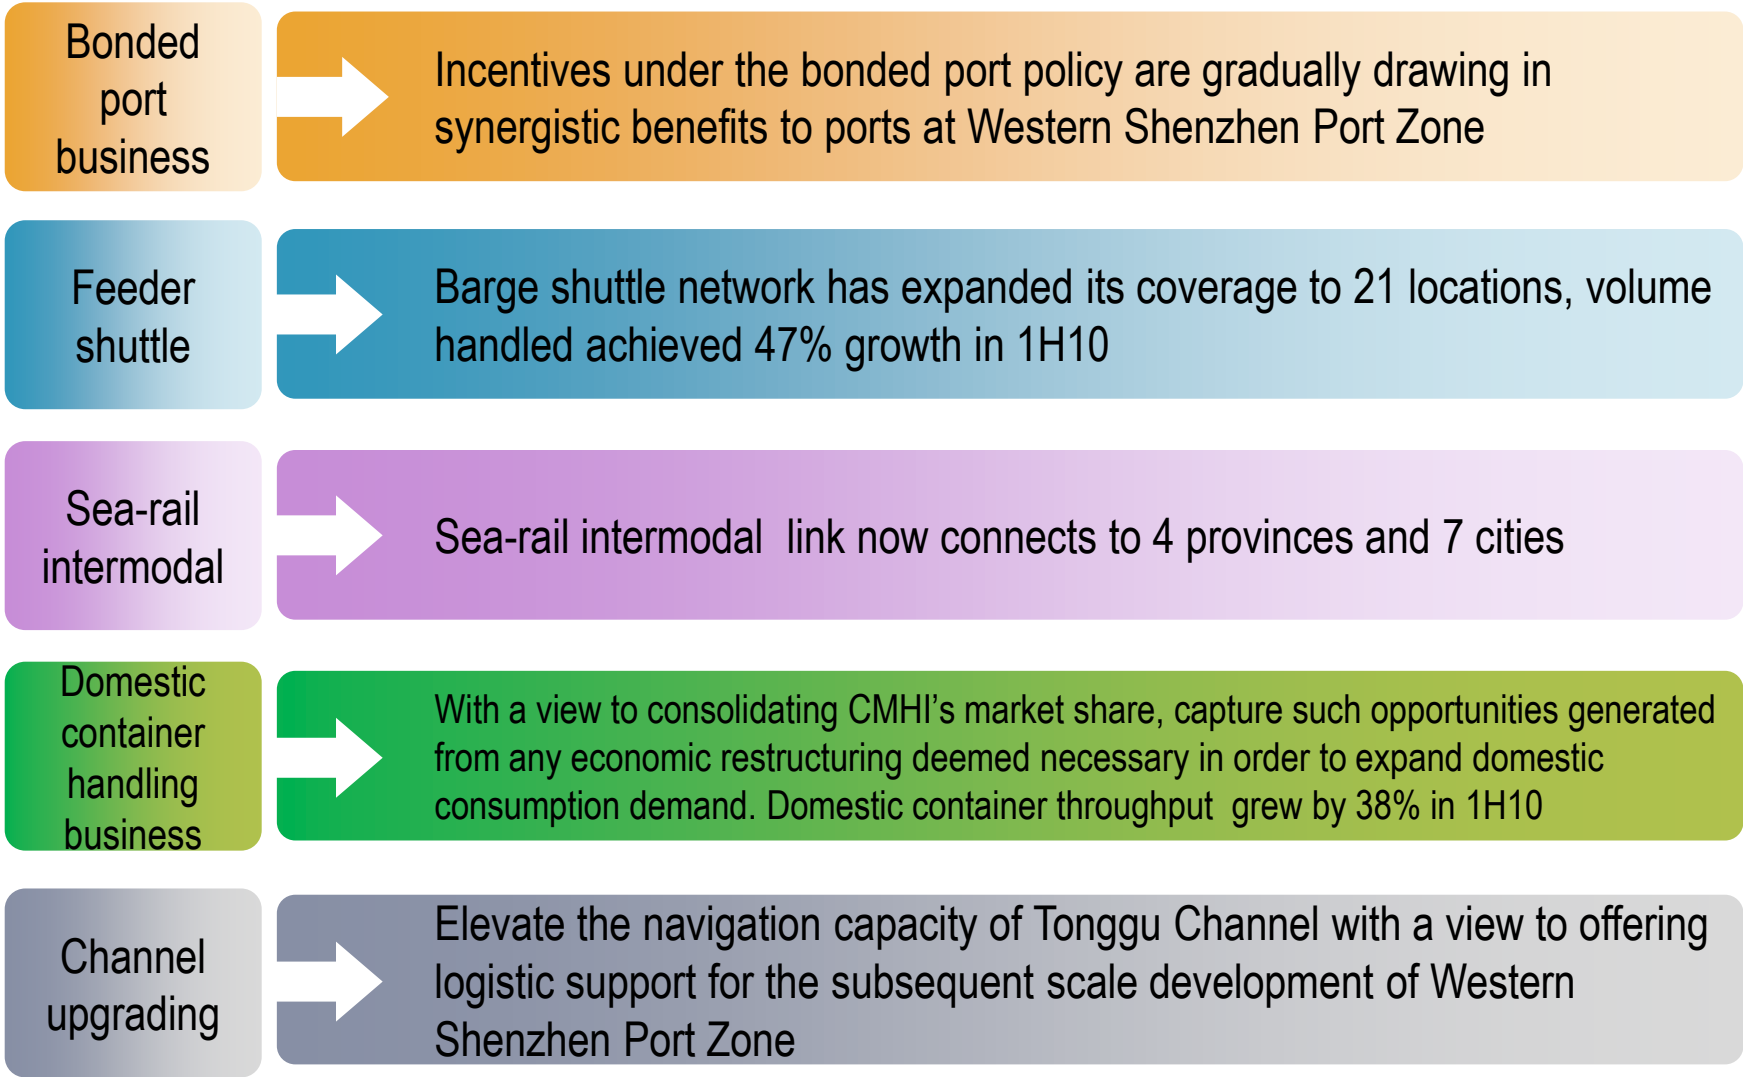 Bonded
port
business
Incentives under the bonded port policy are gradually drawing in
synergistic benefits to ports at Western Shenzhen Port Zone
Feeder
shuttle
Barge shuttle network has expanded its coverage to 21 locations, volume
handled achieved 47% growth in 1H10
Sea-rail
intermodal
Sea-rail intermodal link now connects to 4 provinces and 7 cities
Domestic
container
handling
business
With a view to consolidating CMHI’s market share, capture such opportunities generated
from any economic restructuring deemed necessary in order to expand domestic
consumption demand. Domestic container throughput grew by 38% in 1H10
Channel
upgrading
Elevate the navigation capacity of Tonggu Channel with a view to offering
logistic support for the subsequent scale development of Western
Shenzhen Port Zone